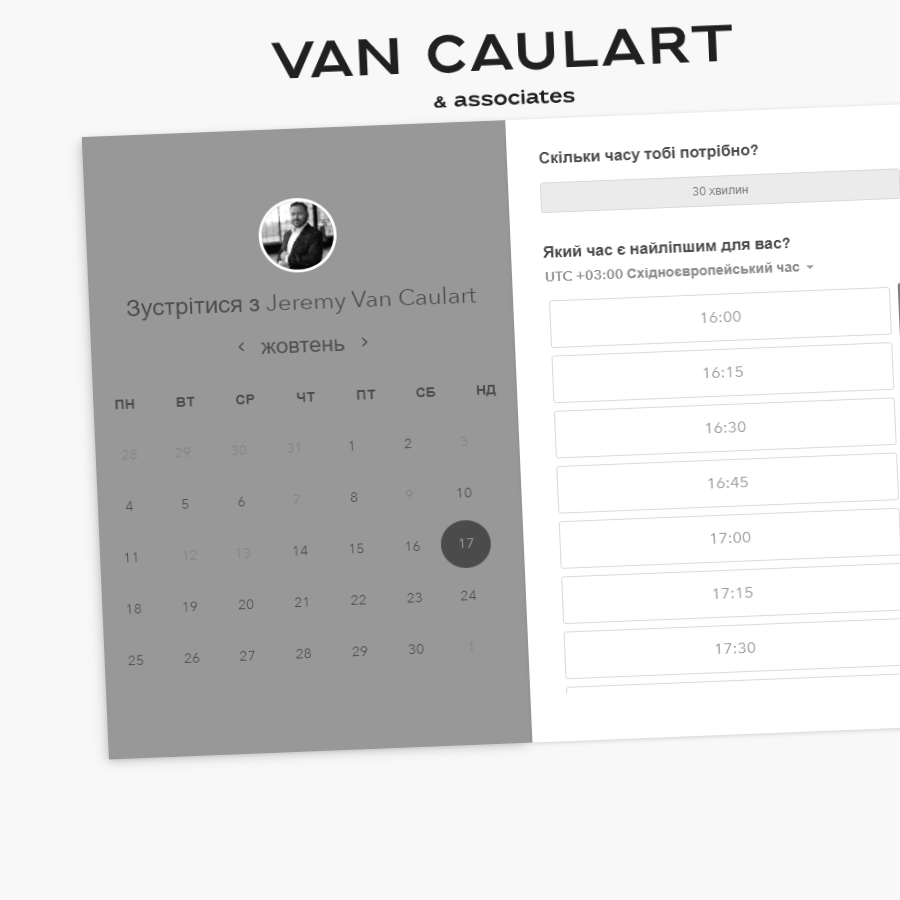 VAN CAULART
& associates
Зустрітися з Jeremy Van Caulart
жовтень
ПН ВТ СР ЧТ ПТ СБ НД
28 29 30 31 1 2 3
4 5 6 7 8 9 10
11 12 13 14 15 16 17
18 19 20 21 22 23 24
25 26 27 28 29 30 1
Скільки часу тобі потрібно?
30 хвилин
Який час є найліпшим для вас?
UTC +03:00 Східноєвропейський час
16:00
16:15
16:30
16:45
17:00
17:15
17:30